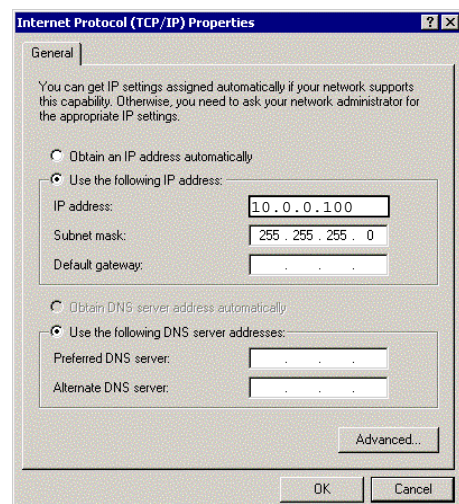 Internet Protocol (TCP/IP) Properties
General
You can get IP settings assigned automatically if your network supports
this capability. Otherwise, you need to ask your network administrator for
the appropriate IP settings.
Obtain an IP address automatically
Use the following IP address:
IP address: 10.0.0.100
Subnet mask: 255 . 255 . 255 . 0
Default gateway: . . .
Obtain DNS server address automatically
Use the following DNS server addresses:
Preferred DNS server: . . .
Alternate DNS server: . . .
Advanced...
OK Cancel